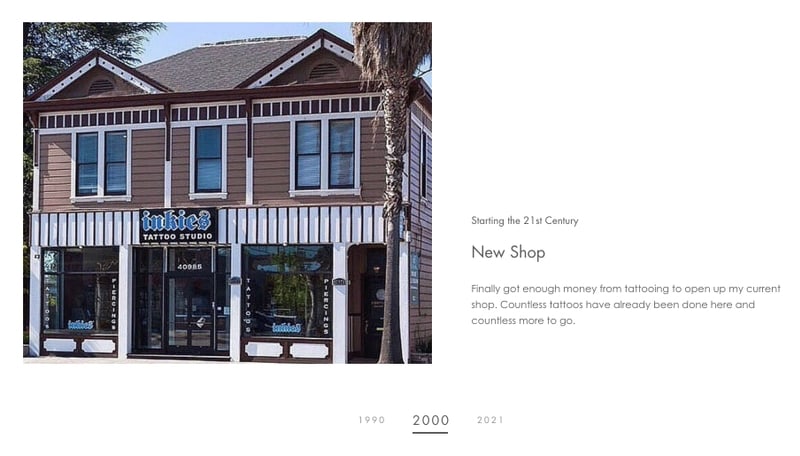 inkies
TATTOO STUDIO
40985
TATTOOS
PIERCINGS
inkies
TATTOOS
PIERCINGS
inkies
Starting the 21st Century
New Shop
Finally got enough money from tattooing to open up my current
shop. Countless tattoos have already been done here and
countless more to go.
1990
2000
2021